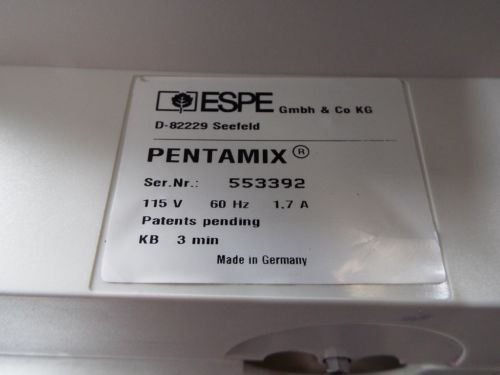 ESPE Gmbh & Co KG
D-82229 Seefeld
PENTAMIX®
Ser.Nr.: 553392
115 V 60 Hz 1.7 A
Patents pending
KB 3 min
Made in Germany